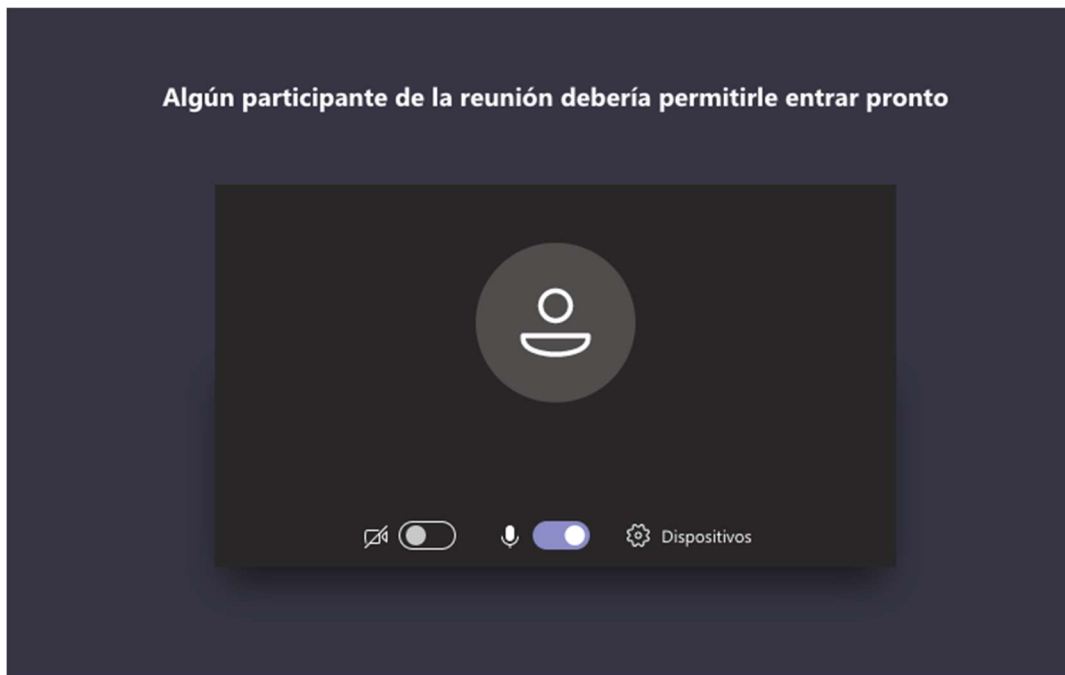 Algún participante de la reunión debería permitirle entrar pronto
Dispositivos